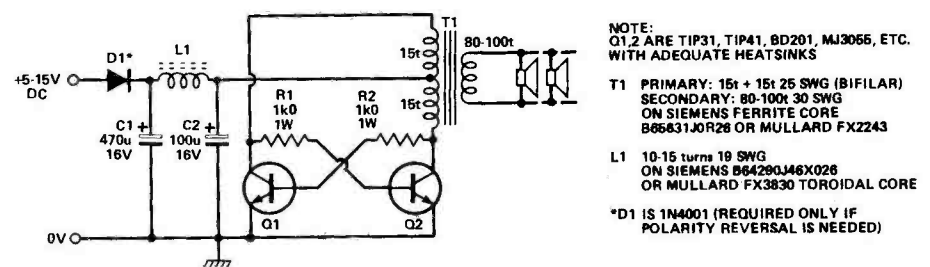 D1*
L1
T1
15t
80-100t
+5-15V
DC
R1
1k0
1W
R2
1k0
1W
15t
C1
470u
16V
C2
100u
16V
Q1
Q2
0V
NOTE:
Q1,2 ARE TIP31, TIP41, BD201, MJ3055, ETC.
WITH ADEQUATE HEATSINKS
T1 PRIMARY: 15t + 15t 25 SWG (BIFILAR)
SECONDARY: 80-100t 30 SWG
ON SIEMENS FERRITE CORE
B65631J0R26 OR MULLARD FX2243
L1 10-15 turns 19 SWG
ON SIEMENS B64290J46X026
OR MULLARD FX3830 TOROIDAL CORE
*D1 IS 1N4001 (REQUIRED ONLY IF
POLARITY REVERSAL IS NEEDED)